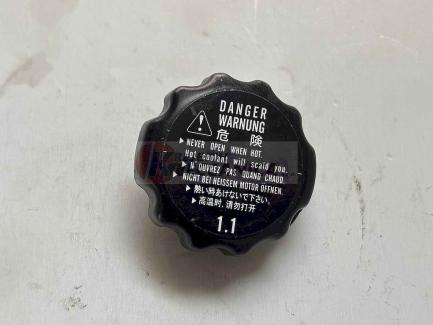 DANGER
WARNUNG
危 険
▶ NEVER OPEN WHEN HOT.
Hot coolant will scald you.
▶ N'OUVREZ PAS QUAND CHAUD.
▶ NICHT BEI HEISSEM MOTOR ÖFFNEN.
▶ 熱い時あけないで下さい。
▶ 高温时,请勿打开
1.1